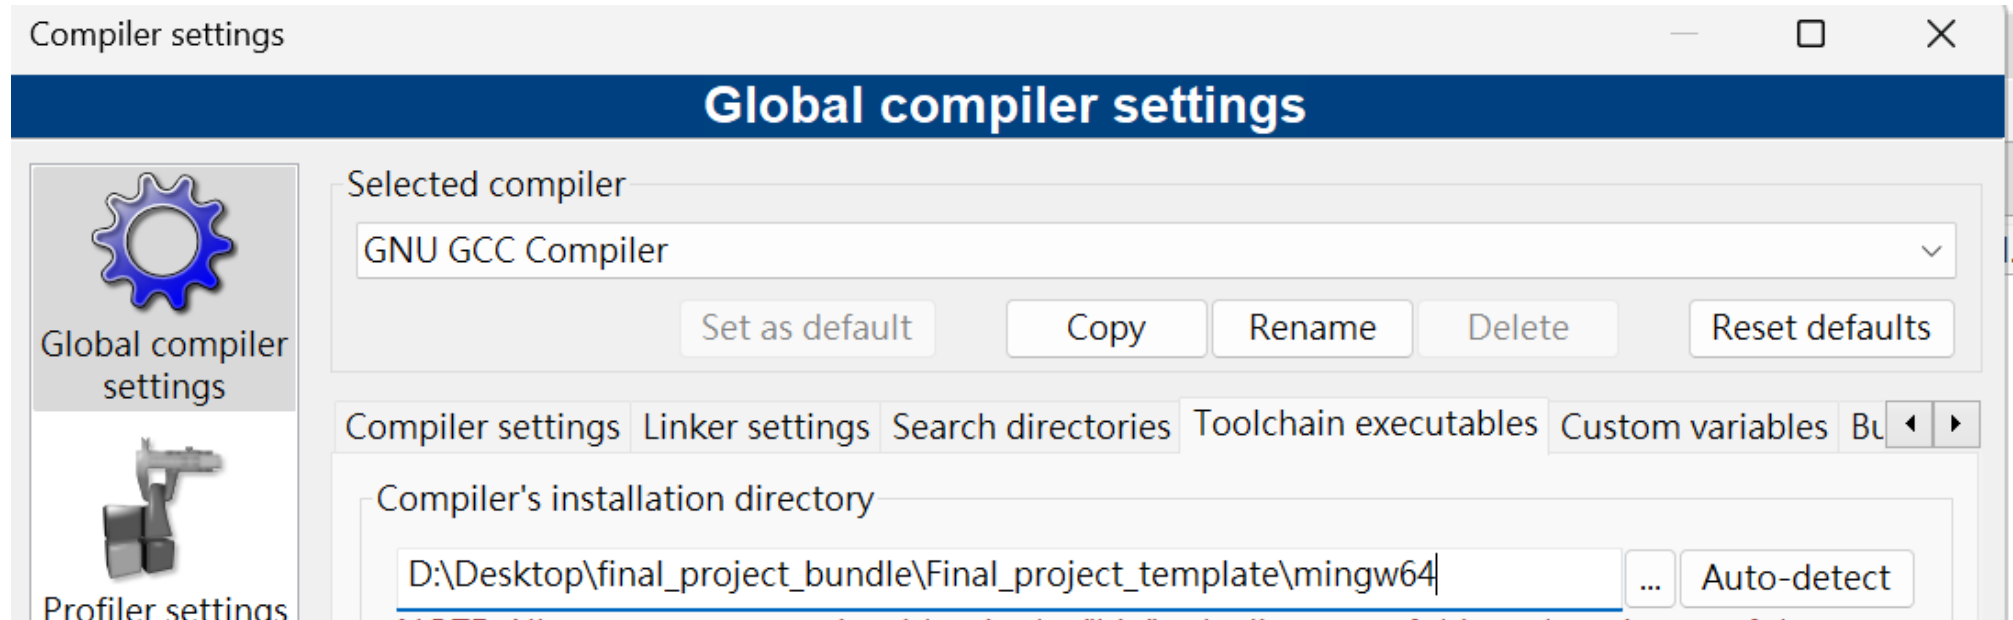 Compiler settings
Global compiler settings
Global compiler
settings
Profiler settings
Selected compiler
GNU GCC Compiler
Set as default Copy Rename Delete Reset defaults
Compiler settings Linker settings Search directories Toolchain executables Custom variables
Compiler's installation directory
D:\Desktop\final_project_bundle\Final_project_template\mingw64 ... Auto-detect